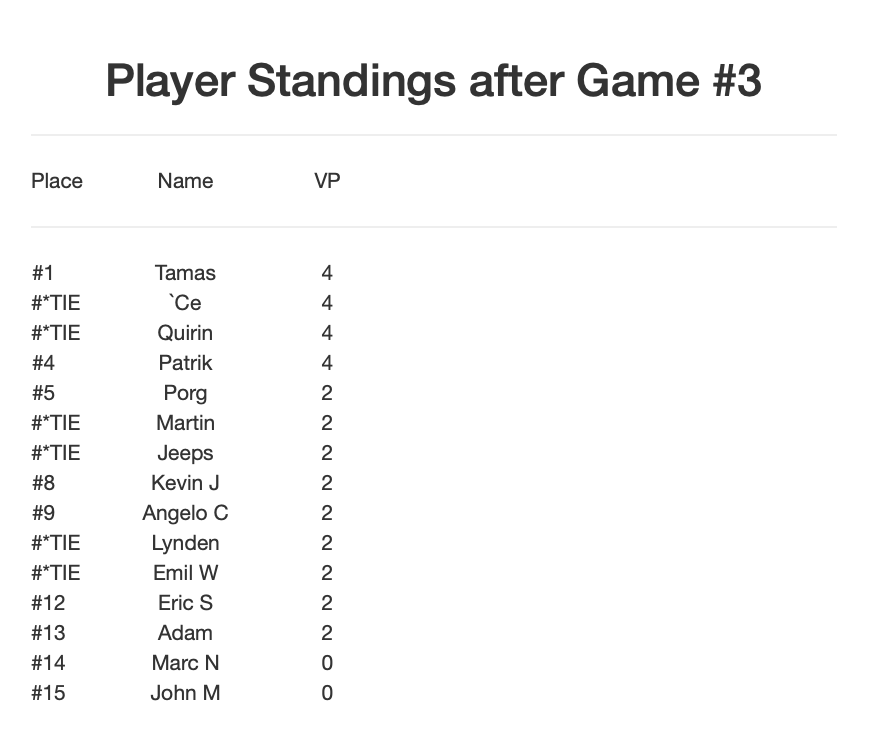 Player Standings after Game #3
Place Name VP
#1 Tamas 4
#*TIE `Ce 4
#*TIE Quirin 4
#4 Patrik 4
#5 Porg 2
#*TIE Martin 2
#*TIE Jeeps 2
#8 Kevin J 2
#9 Angelo C 2
#*TIE Lynden 2
#*TIE Emil W 2
#12 Eric S 2
#13 Adam 2
#14 Marc N 0
#15 John M 0